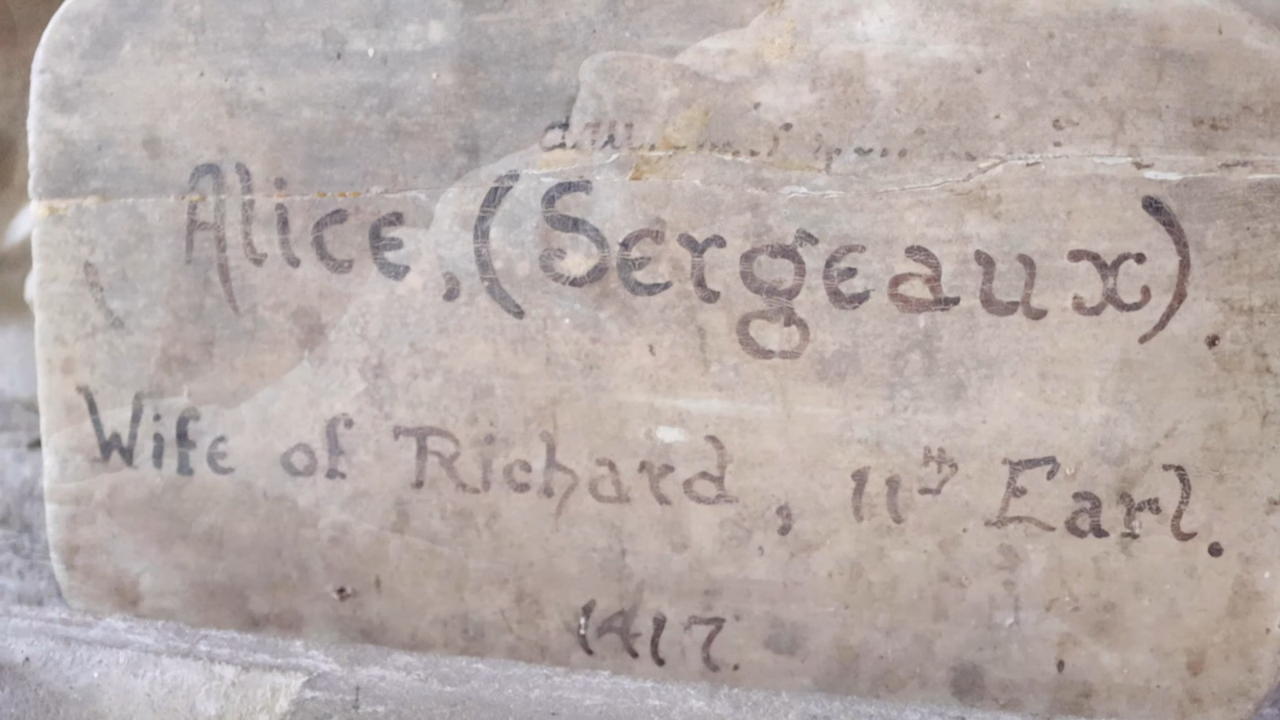 Alice, (Sergeaux).
Wife of Richard, 11th Earl.
1417.